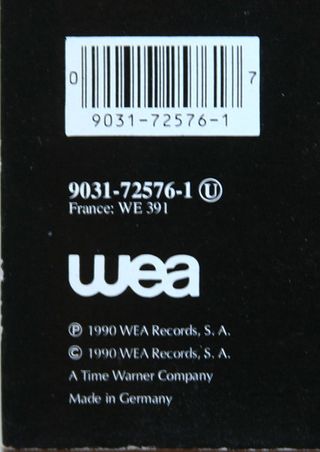 0 7
9031-72576-1
9031-72576-1 Ⓤ
France: WE 391
wea
℗ 1990 WEA Records, S. A.
© 1990 WEA Records, S. A.
A Time Warner Company
Made in Germany